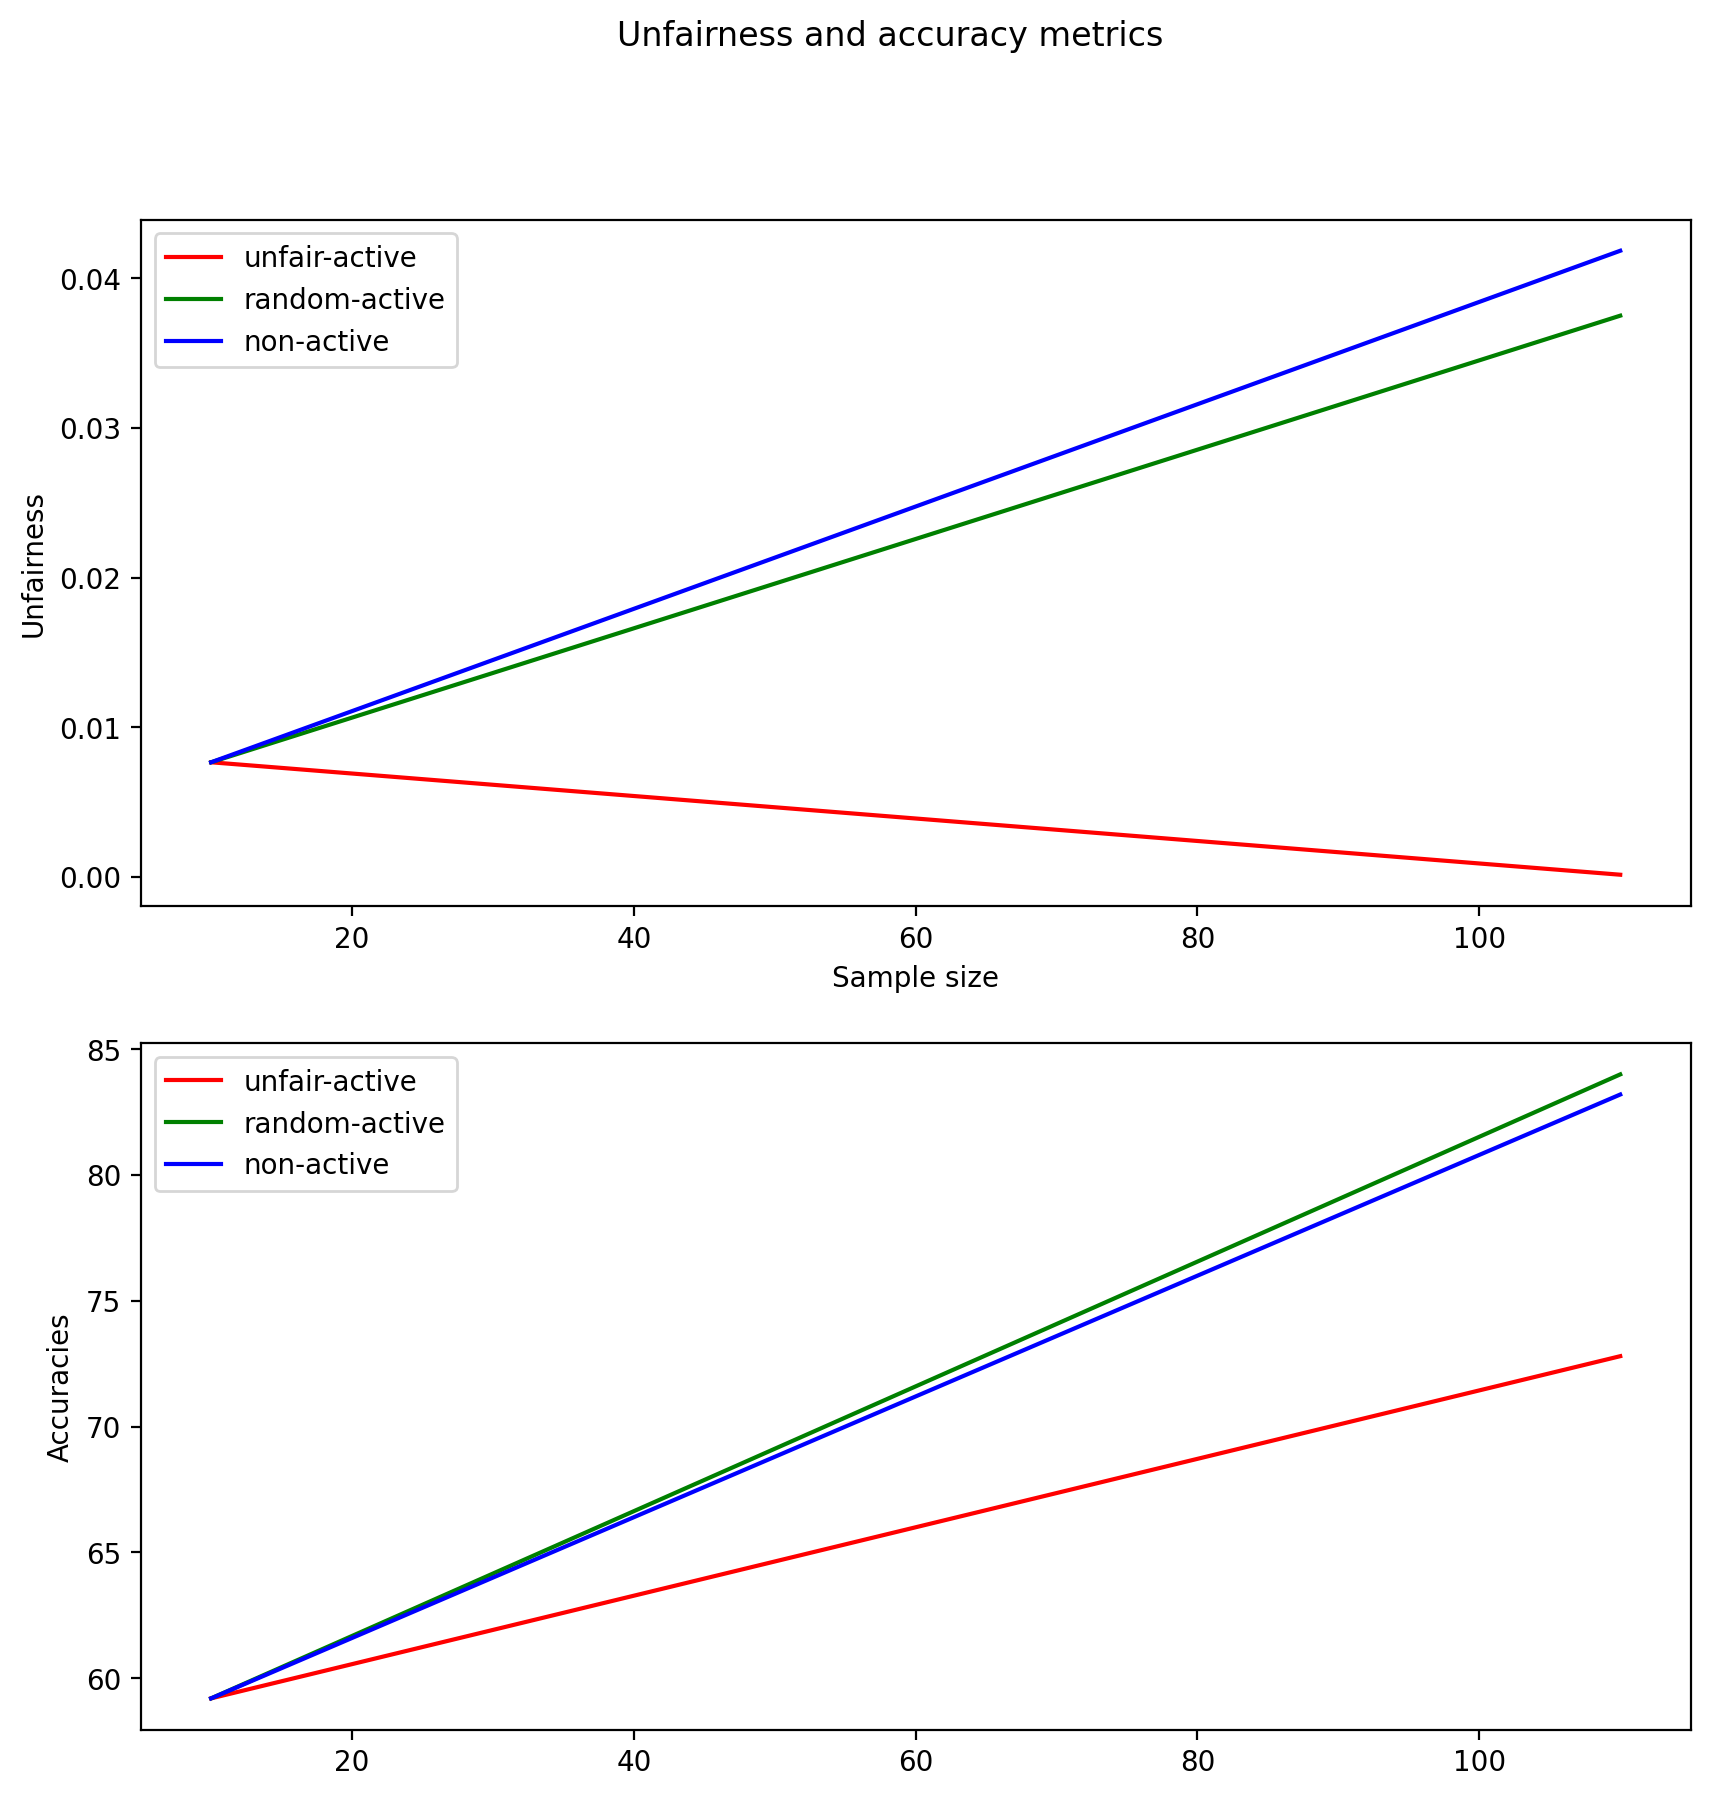 Unfairness and accuracy metrics
unfair-active
random-active
non-active
0.04
0.03
0.02
0.01
0.00
Unfairness
20 40 60 80 100
Sample size
unfair-active
random-active
non-active
85
80
75
70
65
60
Accuracies
20 40 60 80 100